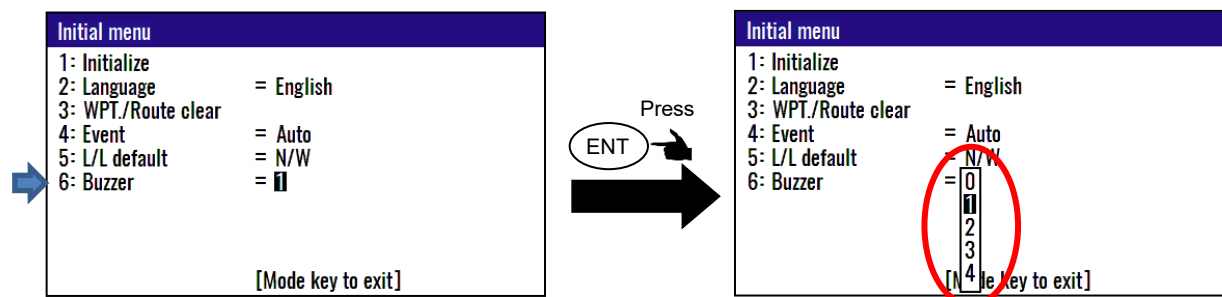 Initial menu
1: Initialize
2: Language = English
3: WPT./Route clear
4: Event = Auto
5: L/L default = N/W
6: Buzzer = 1
[Mode key to exit]
Press
ENT
Initial menu
1: Initialize
2: Language = English
3: WPT./Route clear
4: Event = Auto
5: L/L default = N/W
6: Buzzer = 0
1
2
3
4
[Mode key to exit]